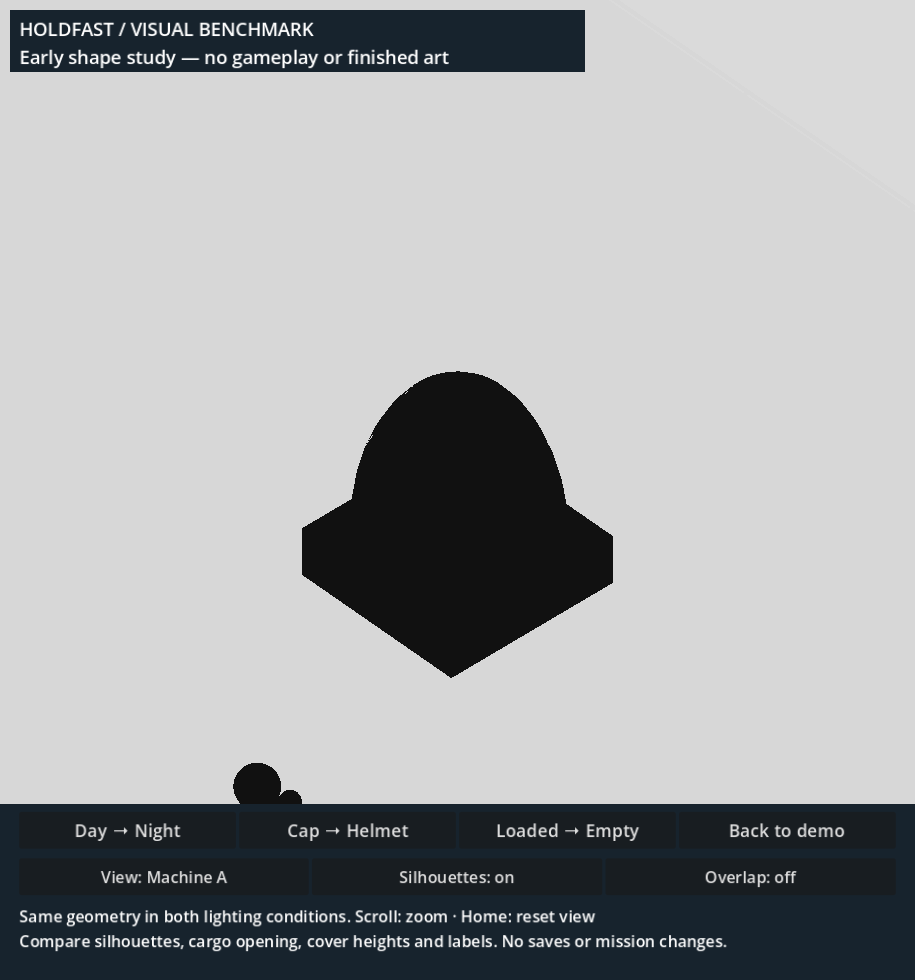 HOLDFAST / VISUAL BENCHMARK
Early shape study — no gameplay or finished art
Day → Night
Cap → Helmet
Loaded → Empty
Back to demo
View: Machine A
Silhouettes: on
Overlap: off
Same geometry in both lighting conditions. Scroll: zoom · Home: reset view
Compare silhouettes, cargo opening, cover heights and labels. No saves or mission changes.